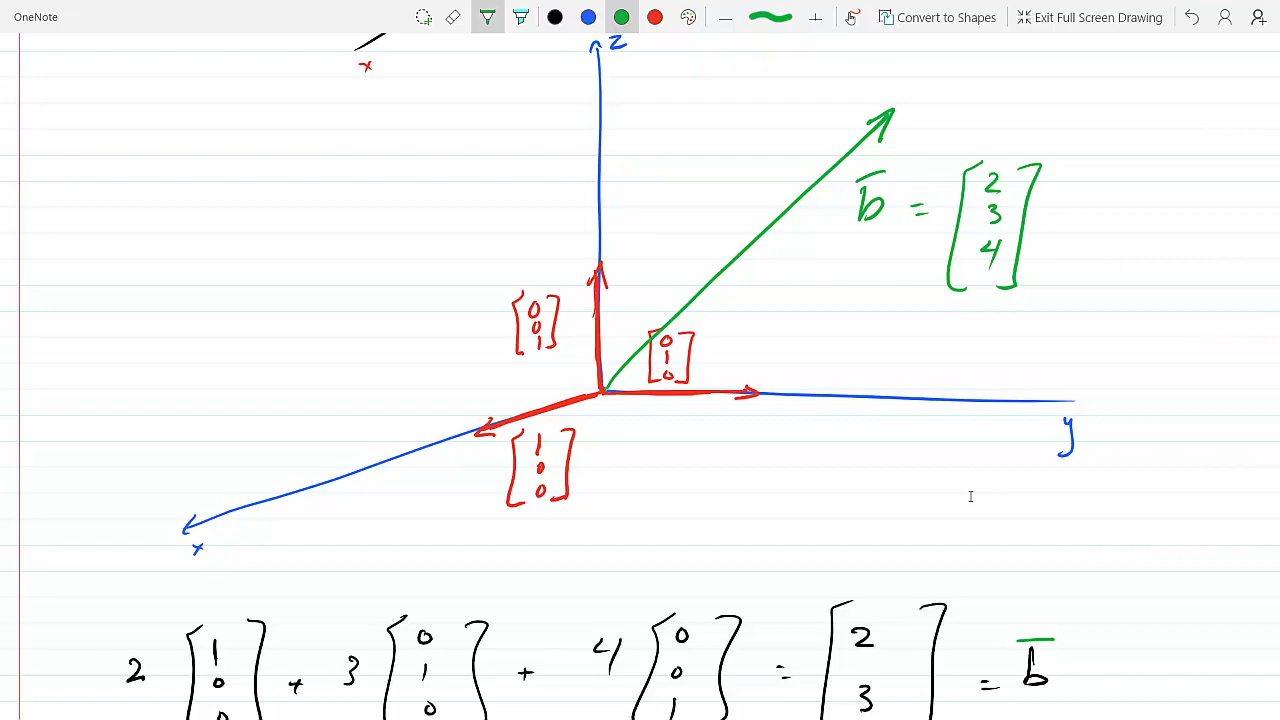 OneNote
Convert to Shapes
Exit Full Screen Drawing
x
z
b = [2
3
4]
[0
0
1]
[0
1
0]
[1
0
0]
y
x
2 [1 0 + 3 [0 1 0 + 4 [0 0 1 = [2 3 = b